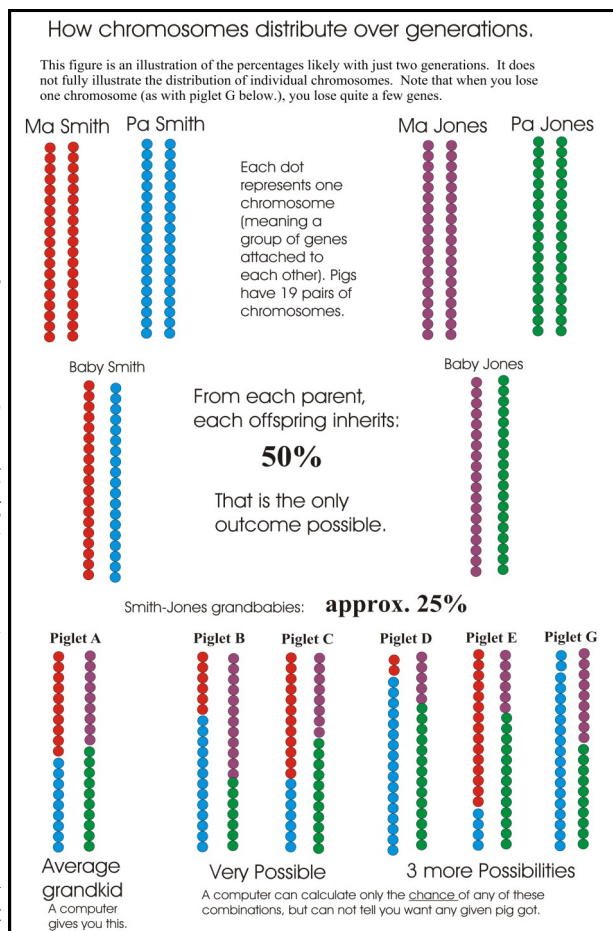 How chromosomes distribute over generations.
This figure is an illustration of the percentages likely with just two generations. It does
not fully illustrate the distribution of individual chromosomes. Note that when you lose
one chromosome (as with piglet G below.), you lose quite a few genes.
Ma Smith Pa Smith
Ma Jones Pa Jones
Each dot
represents one
chromosome
(meaning a
group of genes
attached to
each other). Pigs
have 19 pairs of
chromosomes.
Baby Smith
Baby Jones
From each parent,
each offspring inherits:
50%
That is the only
outcome possible.
Smith-Jones grandbabies: approx. 25%
Piglet A
Piglet B
Piglet C
Piglet D
Piglet E
Piglet G
Average
grandkid
A computer
gives you this.
Very Possible
3 more Possibilities
A computer can calculate only the chance of any of these
combinations, but can not tell you want any given pig got.